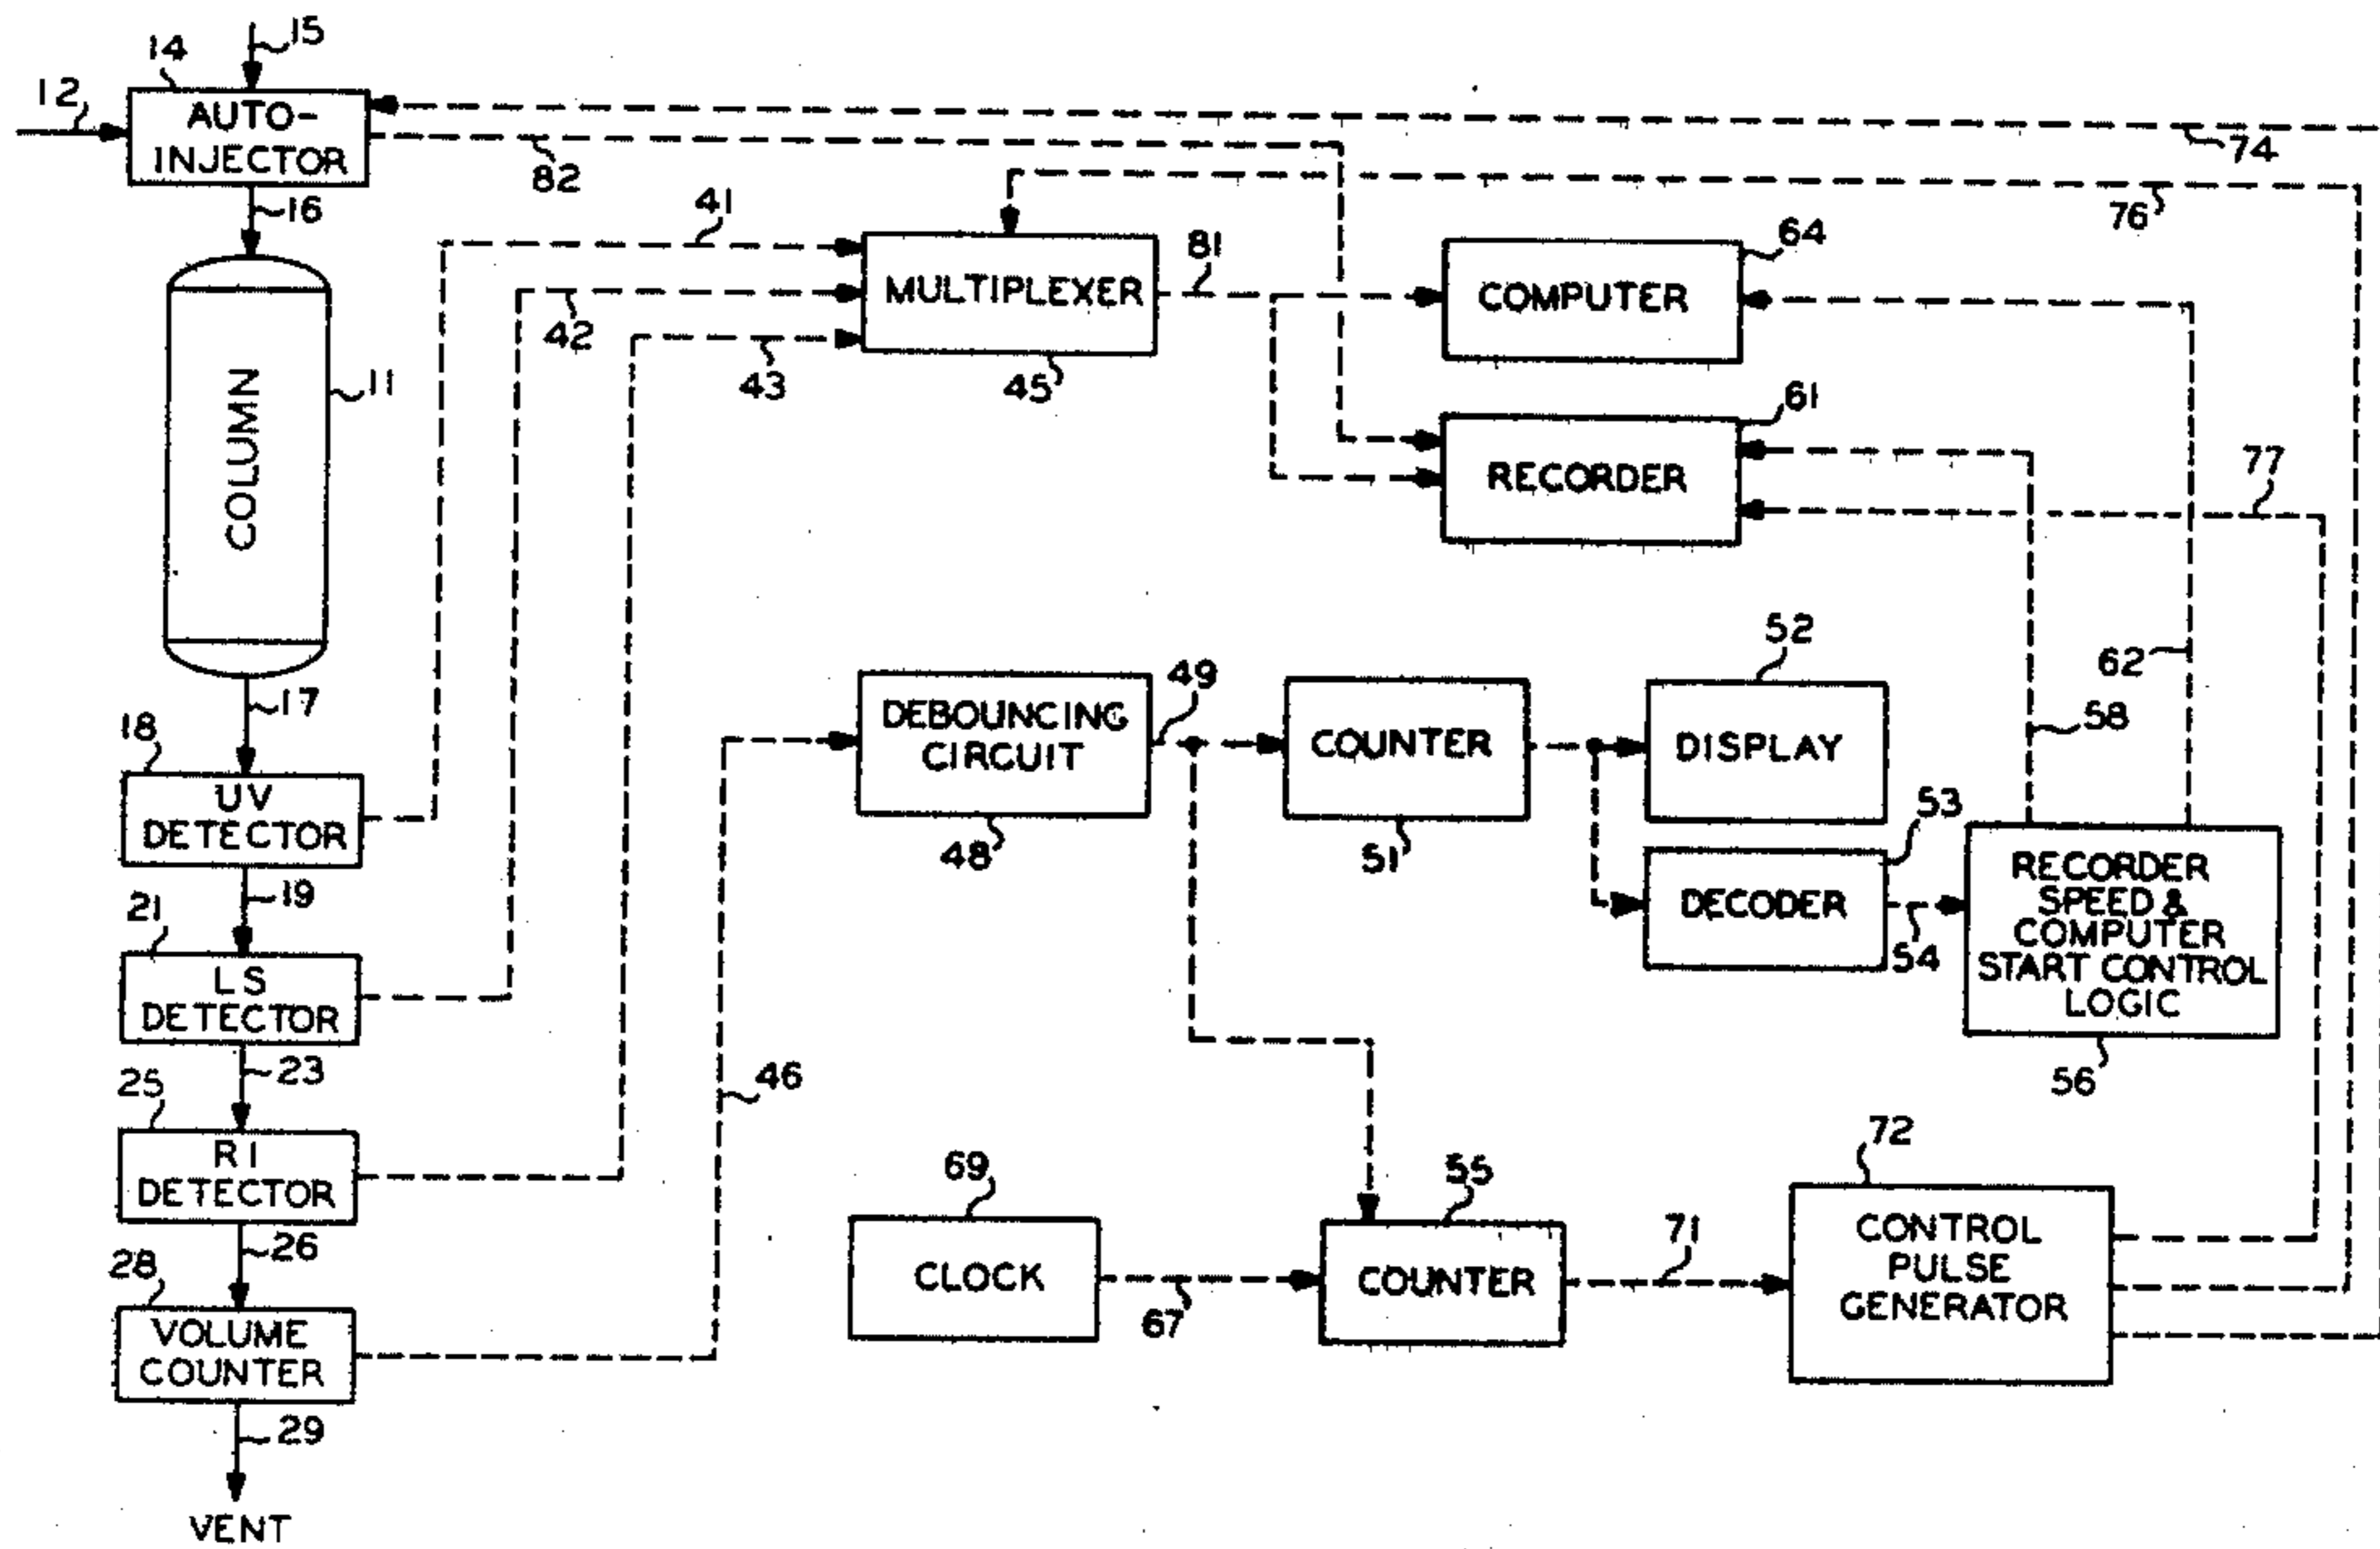 15
14
12
AUTO-
INJECTOR
82
74
16
41
76
81
64
MULTIPLEXER
COMPUTER
42
43
45
11
COLUMN
61
RECORDER
77
17
52
62
49
18
DEBOUNCING
CIRCUIT
COUNTER
DISPLAY
58
UV
DETECTOR
48
51
53
19
21
DECODER
54
RECORDER
SPEED &
COMPUTER
START CONTROL
LOGIC
LS
DETECTOR
23
25
46
56
72
RI
DETECTOR
69
55
26
28
CLOCK
67
COUNTER
71
CONTROL
PULSE
GENERATOR
VOLUME
COUNTER
29
VENT